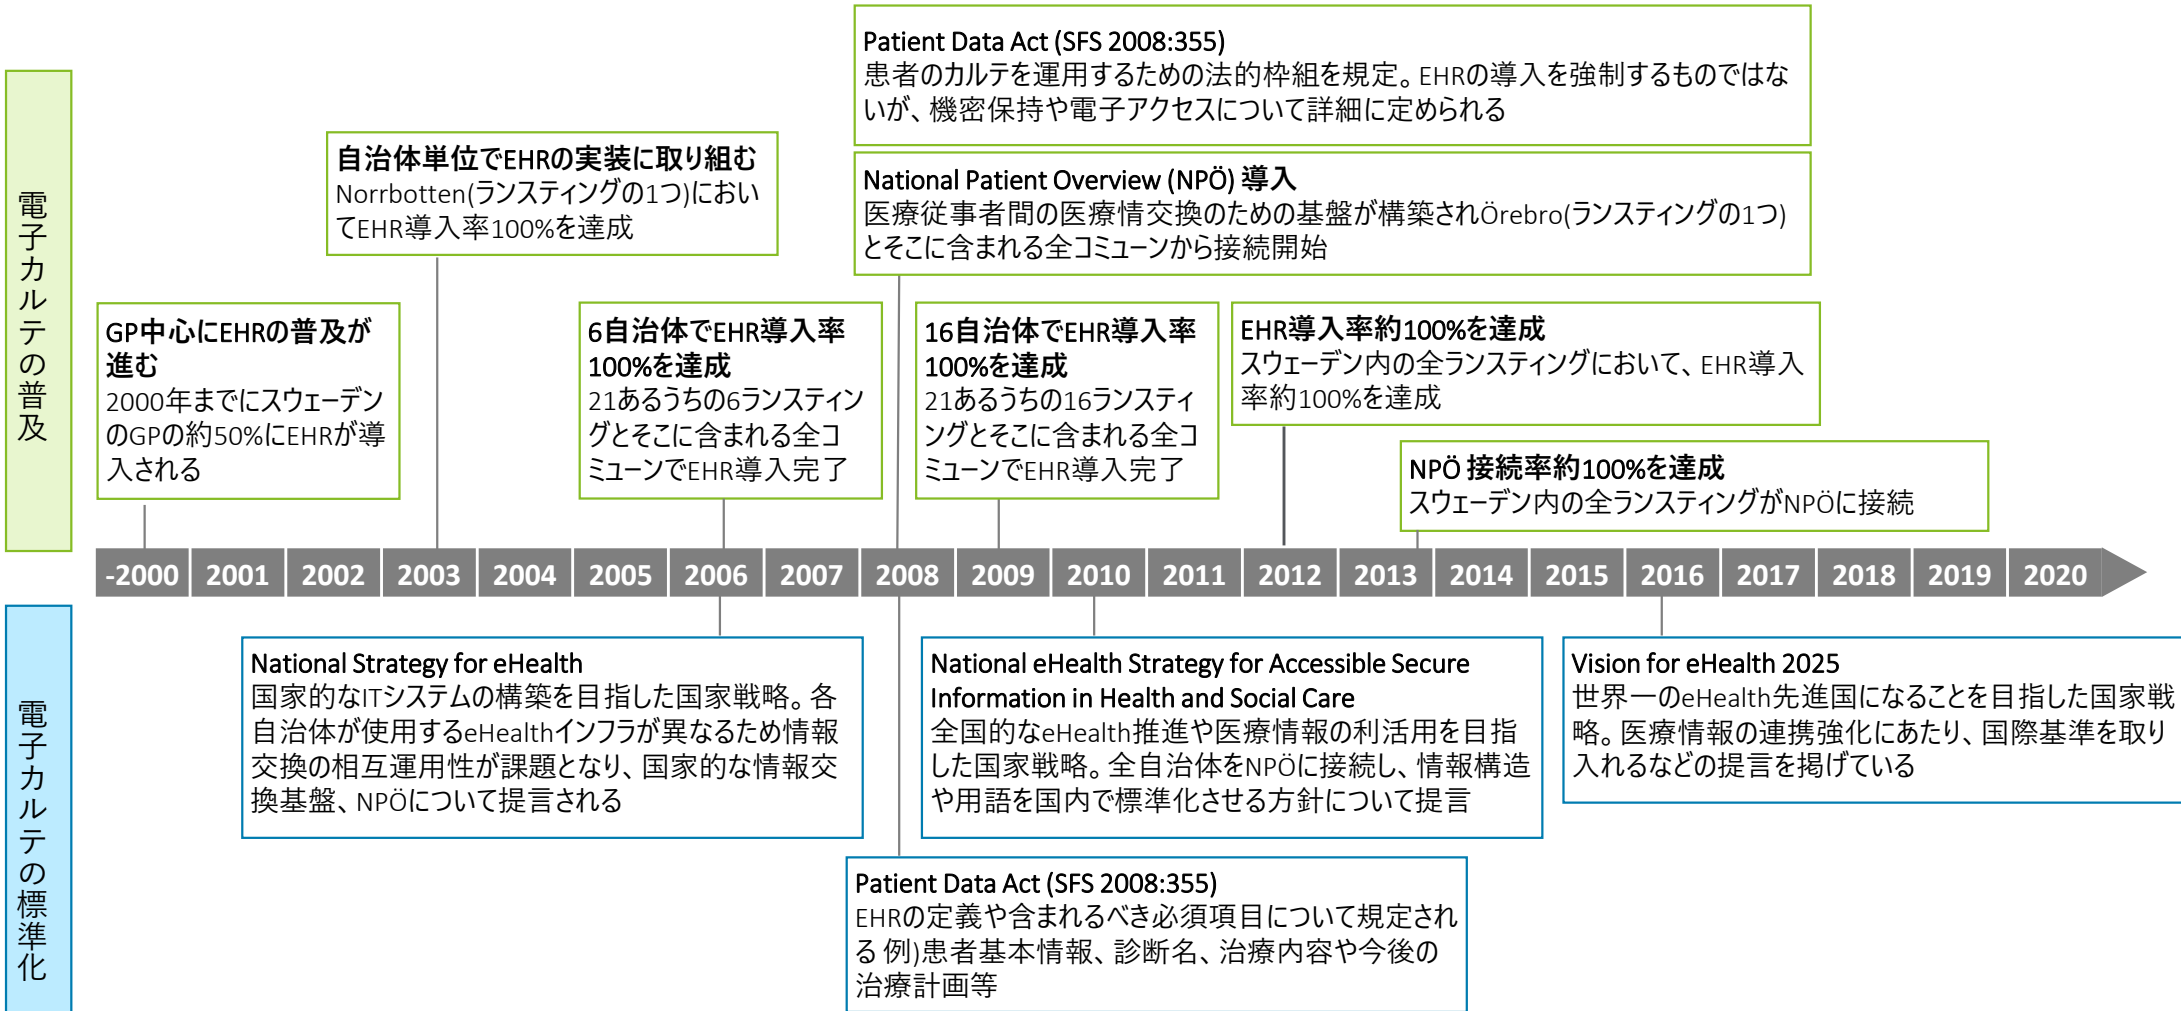 Patient Data Act (SFS 2008:355)
患者のカルテを運用するための法的枠組を規定。EHRの導入を強制するものではな
いが、機密保持や電子アクセスについて詳細に定められる
電子カルテの普及
自治体単位でEHRの実装に取り組む
Norrbotten(ランスティングの1つ)におい
てEHR導入率100%を達成
National Patient Overview (NPÖ) 導入
医療従事者間の医療情交換のための基盤が構築されÖrebro(ランスティングの1つ)
とそこに含まれる全コミューンから接続開始
GP中心にEHRの普及が
進む
2000年までにスウェーデン
のGPの約50%にEHRが導
入される
6自治体でEHR導入率
100%を達成
21あるうちの6ランスティン
グとそこに含まれる全コ
ミューンでEHR導入完了
16自治体でEHR導入率
100%を達成
21あるうちの16ランスティ
ングとそこに含まれる全コ
ミューンでEHR導入完了
EHR導入率約100%を達成
スウェーデン内の全ランスティングにおいて、EHR導入
率約100%を達成
NPÖ 接続率約100%を達成
スウェーデン内の全ランスティングがNPÖに接続
-2000 2001 2002 2003 2004 2005 2006 2007 2008 2009 2010 2011 2012 2013 2014 2015 2016 2017 2018 2019 2020
電子カルテの標準化
National Strategy for eHealth
国家的なITシステムの構築を目指した国家戦略。各
自治体が使用するeHealthインフラが異なるため情報
交換の相互運用性が課題となり、国家的な情報交
換基盤、NPÖについて提言される
National eHealth Strategy for Accessible Secure
Information in Health and Social Care
全国的なeHealth推進や医療情報の利活用を目指
した国家戦略。全自治体をNPÖに接続し、情報構造
や用語を国内で標準化させる方針について提言
Vision for eHealth 2025
世界一のeHealth先進国になることを目指した国家戦
略。医療情報の連携強化にあたり、国際基準を取り
入れるなどの提言を掲げている
Patient Data Act (SFS 2008:355)
EHRの定義や含まれるべき必須項目について規定され
る 例)患者基本情報、診断名、治療内容や今後の
治療計画等